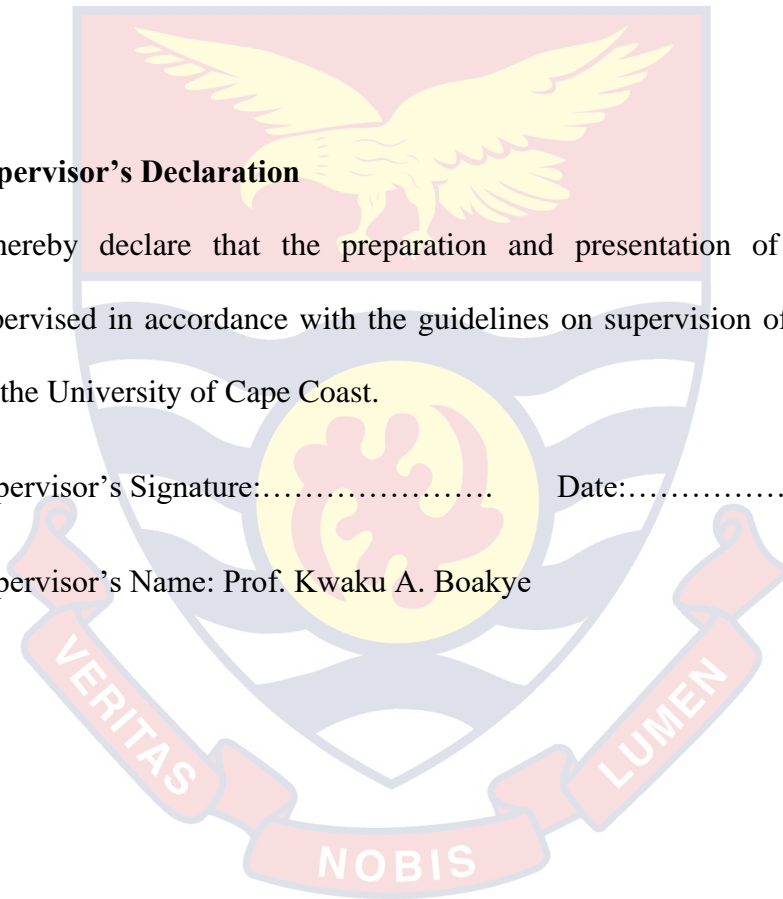 pervisor’s Declaration
hereby declare that the preparation and presentation of
pervised in accordance with the guidelines on supervision of
the University of Cape Coast.
pervisor’s Signature:…………………. Date:……………
pervisor’s Name: Prof. Kwaku A. Boakye
VERITAS
NOBIS
LUMEN